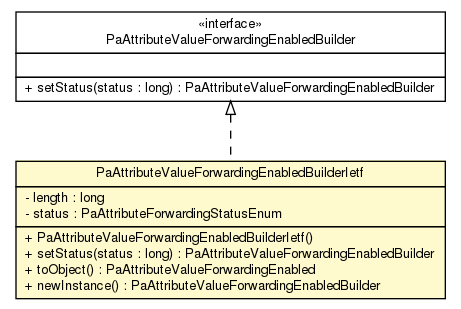 «interface»
PaAttributeValueForwardingEnabledBuilder
+ setStatus(status : long) : PaAttributeValueForwardingEnabledBuilder
PaAttributeValueForwardingEnabledBuilderIetf
- length : long
- status : PaAttributeForwardingStatusEnum
+ PaAttributeValueForwardingEnabledBuilderIetf()
+ setStatus(status : long) : PaAttributeValueForwardingEnabledBuilder
+ toObject() : PaAttributeValueForwardingEnabled
+ newInstance() : PaAttributeValueForwardingEnabledBuilder